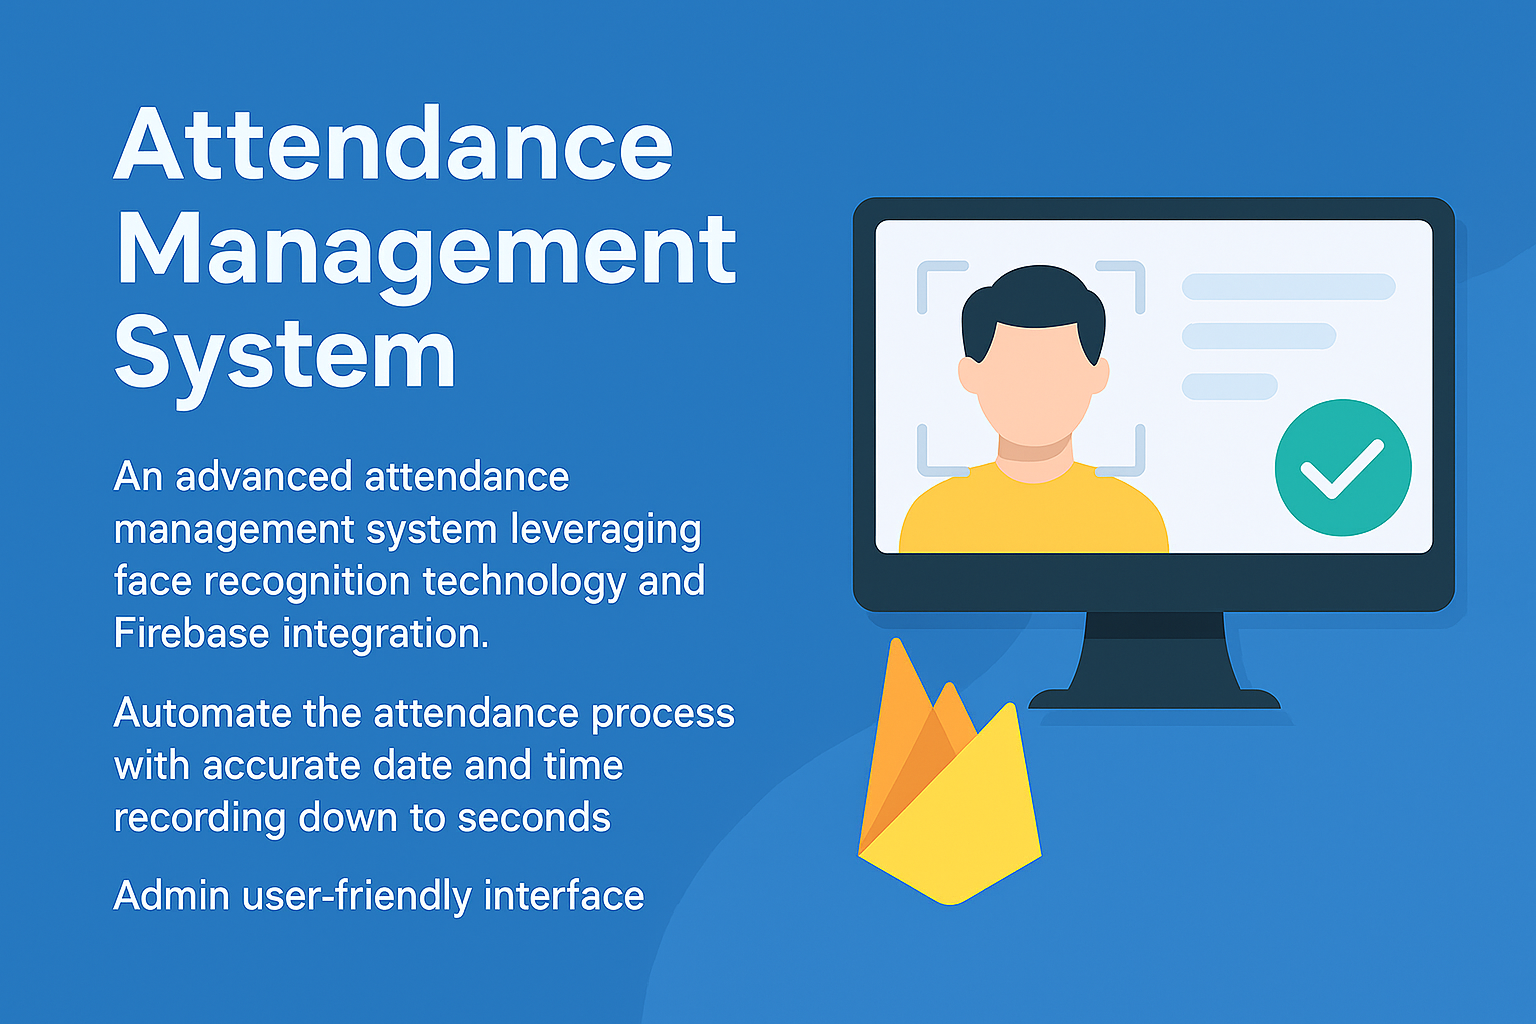 Attendance
Management
System
An advanced attendance
management system leveraging
face recognition technology and
Firebase integration.
Automate the attendance process
with accurate date and time
recording down to seconds
Admin user-friendly interface